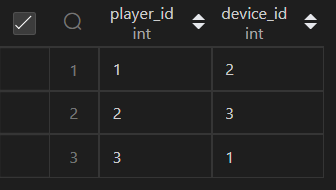 player_id device_id
int int
1 1 2
2 2 3
3 3 1